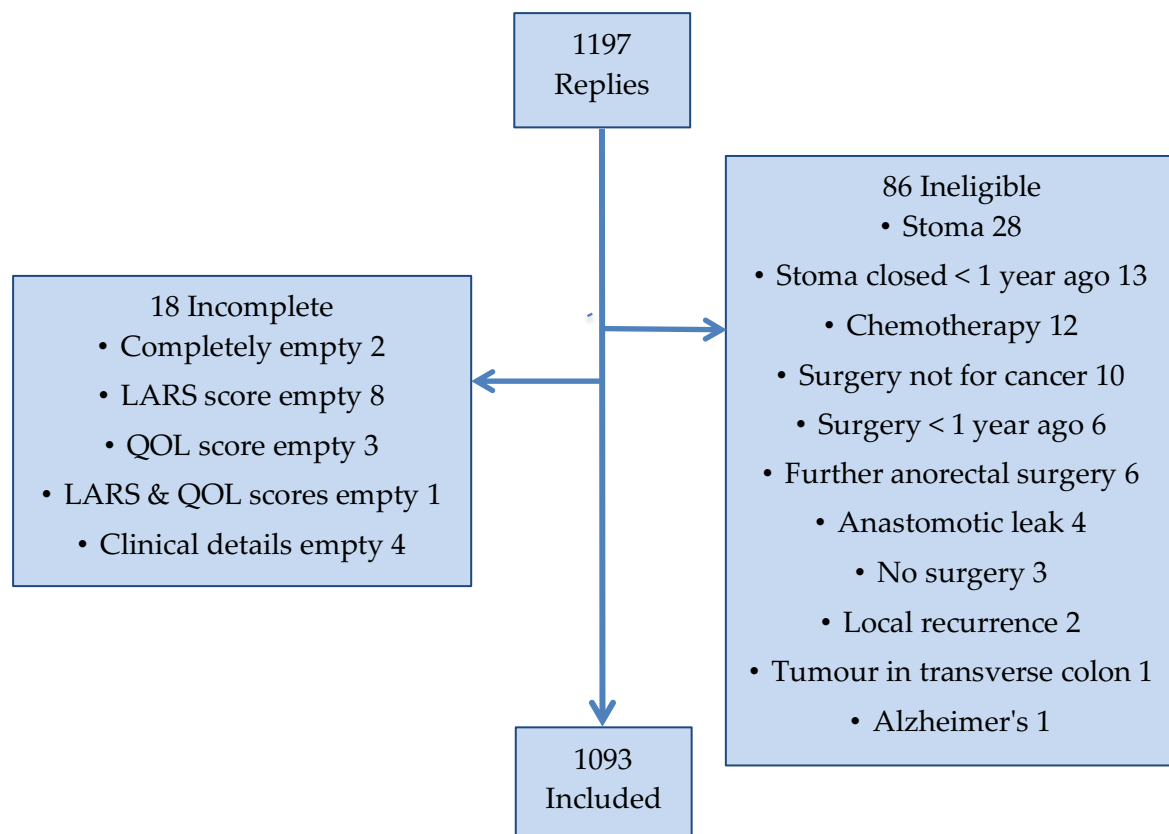 1197
Replies
86 Ineligible
• Stoma 28
• Stoma closed < 1 year ago 13
• Chemotherapy 12
• Surgery not for cancer 10
• Surgery < 1 year ago 6
• Further anorectal surgery 6
• Anastomotic leak 4
• No surgery 3
• Local recurrence 2
• Tumour in transverse colon 1
• Alzheimer's 1
18 Incomplete
• Completely empty 2
• LARS score empty 8
• QOL score empty 3
• LARS & QOL scores empty 1
• Clinical details empty 4
1093
Included